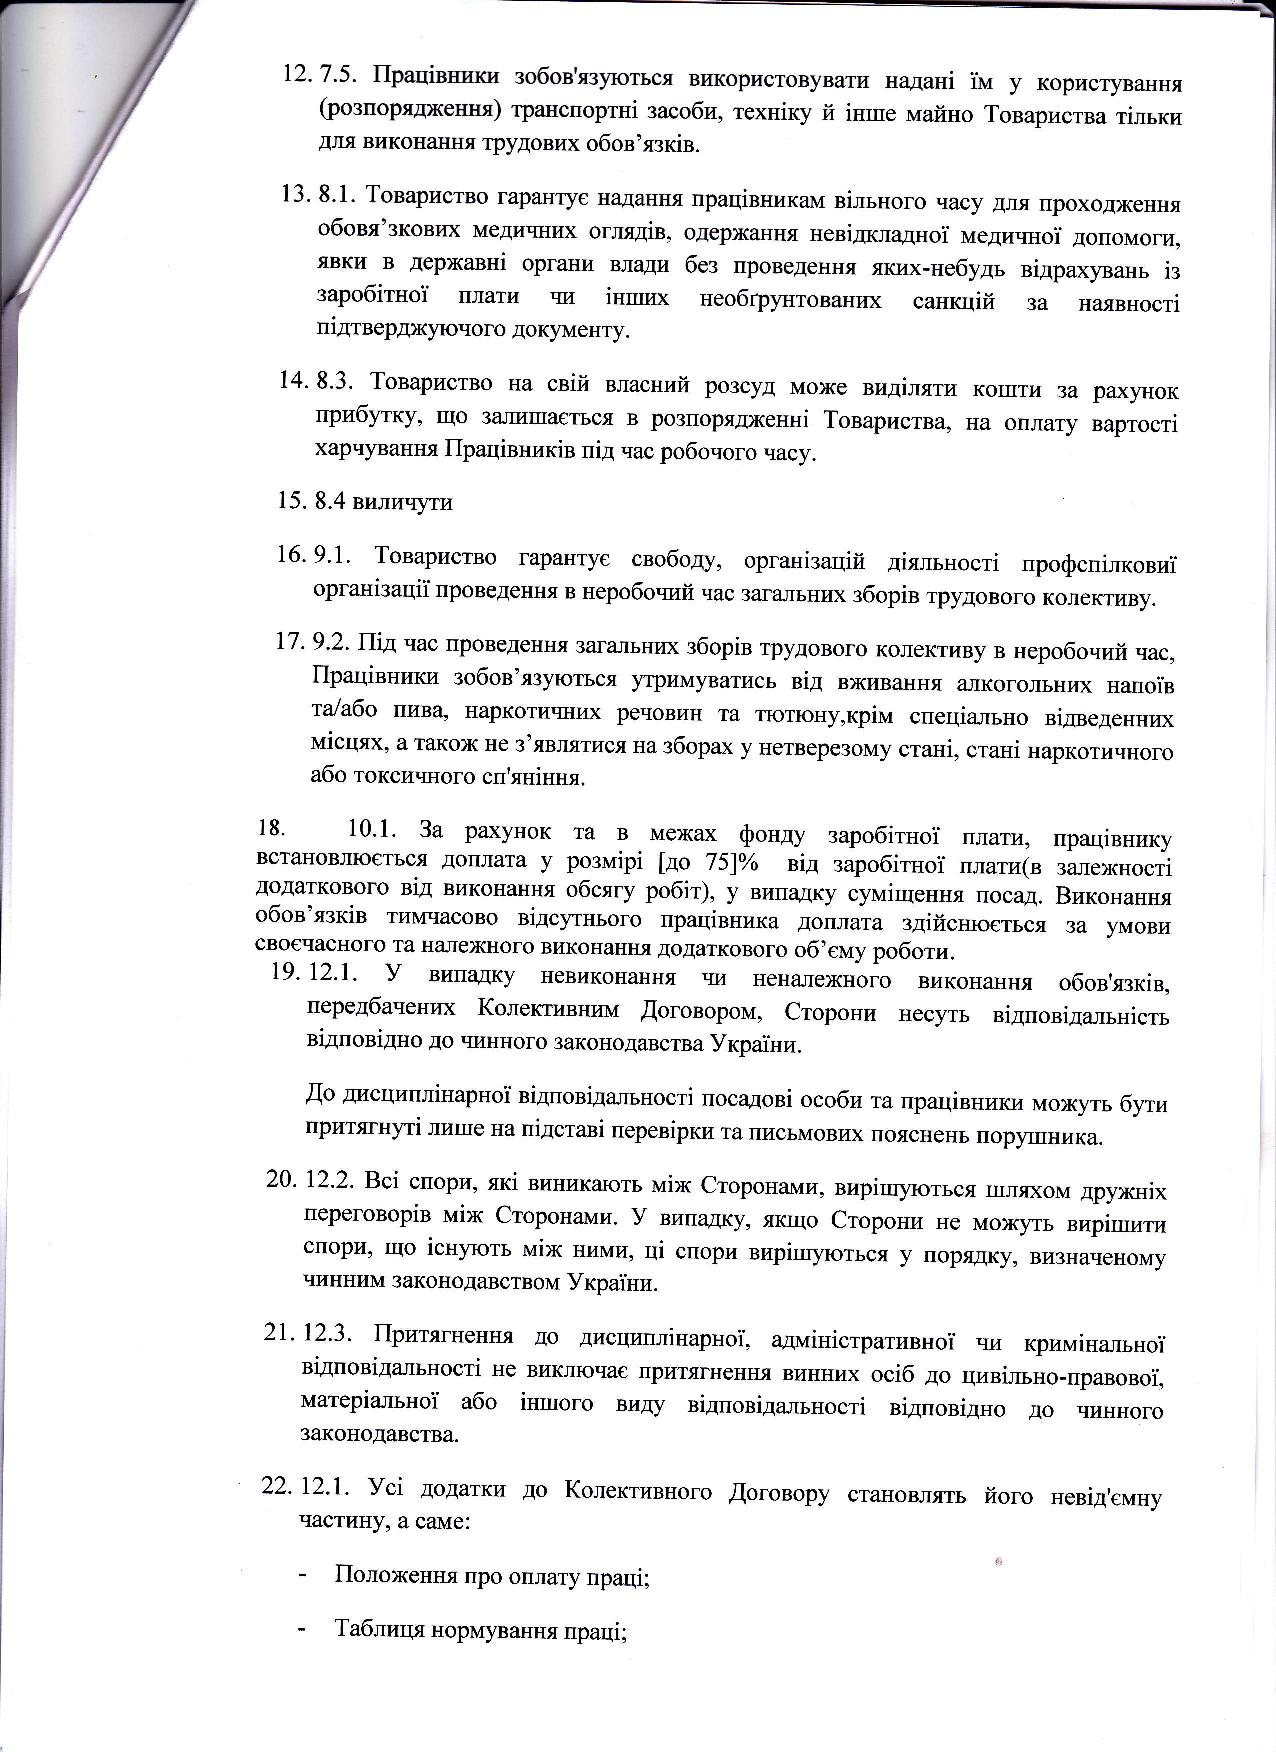 12. 7.5. Працівники зобов'язуються використовувати надані їм у користування
(розпорядження) транспортні засоби, техніку й інше майно Товариства тільки
для виконання трудових обов’язків.
13. 8.1. Товариство гарантує надання працівникам вільного часу для проходження
обовя’зкових медичних оглядів, одержання невідкладної медичної допомоги,
явки в державні органи влади без проведення яких-небудь відрахувань із
заробітної плати чи інших необґрунтованих санкцій за наявності
підтверджуючого документу.
14. 8.3. Товариство на свій власний розсуд може виділяти кошти за рахунок
прибутку, що залишається в розпорядженні Товариства, на оплату вартості
харчування Працівників під час робочого часу.
15. 8.4 виличути
16. 9.1. Товариство гарантує свободу, організацій діяльності профспілковиї
організації проведення в неробочий час загальних зборів трудового колективу.
17. 9.2. Під час проведення загальних зборів трудового колективу в неробочий час,
Працівники зобов’язуються утримуватись від вживання алкогольних напоїв
та/або пива, наркотичних речовин та тютюну,крім спеціально відведенних
місцях, а також не з’являтися на зборах у нетверезому стані, стані наркотичного
або токсичного сп'яніння.
18. 10.1. За рахунок та в межах фонду заробітної плати, працівнику
встановлюється доплата у розмірі [до 75]% від заробітної плати(в залежності
додаткового від виконання обсягу робіт), у випадку суміщення посад. Виконання
обов’язків тимчасово відсутнього працівника доплата здійснюється за умови
своєчасного та належного виконання додаткового об’єму роботи.
19. 12.1. У випадку невиконання чи неналежного виконання обов'язків,
передбачених Колективним Договором, Сторони несуть відповідальність
відповідно до чинного законодавства України.
До дисциплінарної відповідальності посадові особи та працівники можуть бути
притягнуті лише на підставі перевірки та письмових пояснень порушника.
20. 12.2. Всі спори, які виникають між Сторонами, вирішуються шляхом дружніх
переговорів між Сторонами. У випадку, якщо Сторони не можуть вирішити
спори, що існують між ними, ці спори вирішуються у порядку, визначеному
чинним законодавством України.
21. 12.3. Притягнення до дисциплінарної, адміністративної чи кримінальної
відповідальності не виключає притягнення винних осіб до цивільно-правової,
матеріальної або іншого виду відповідальності відповідно до чинного
законодавства.
22. 12.1. Усі додатки до Колективного Договору становлять його невід'ємну
частину, а саме:
- Положення про оплату праці;
- Таблиця нормування праці;